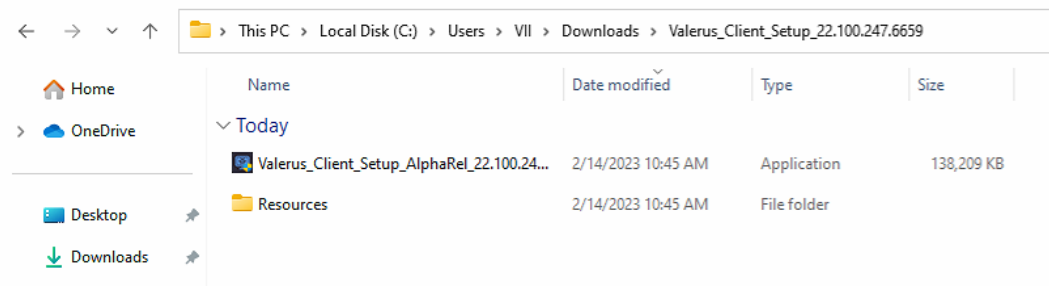 This PC > Local Disk (C:) > Users > VII > Downloads > Valerus_Client_Setup_22.100.247.6659
Home
OneDrive
Desktop
Downloads
Name Date modified Type Size
Today
Valerus_Client_Setup_AlphaRel_22.100.24... 2/14/2023 10:45 AM Application 138,209 KB
Resources 2/14/2023 10:45 AM File folder